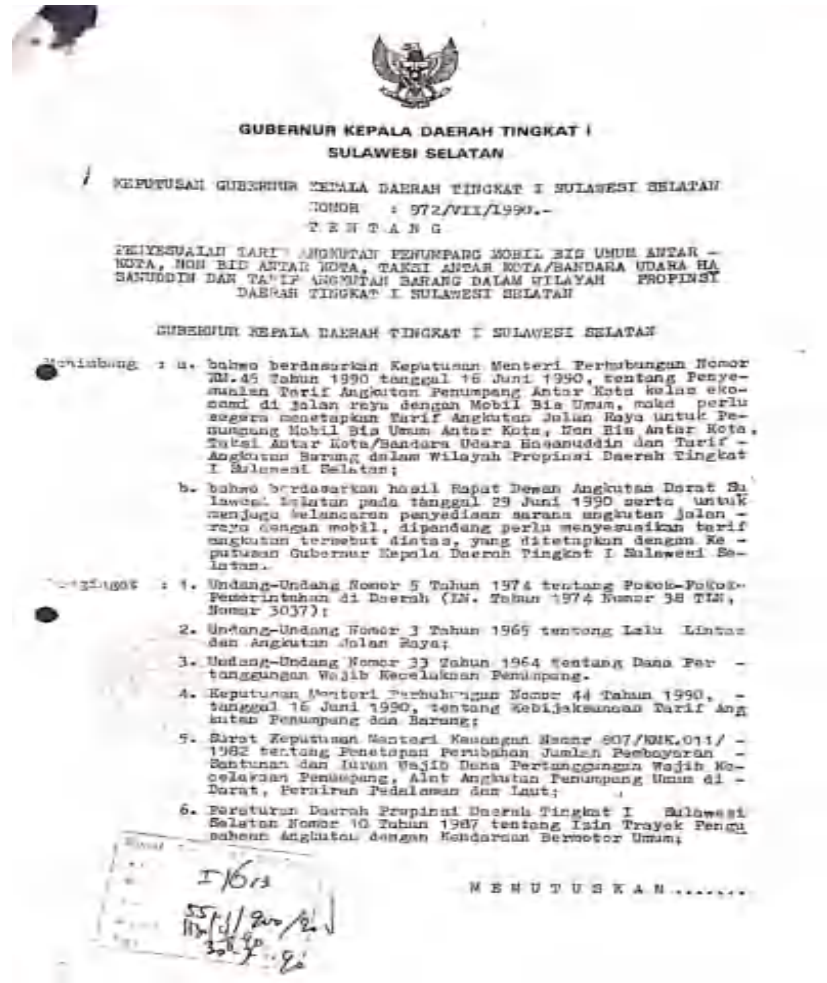 GUBERNUR KEPALA DAERAH TINGKAT I
SULAWESI SELATAN
KEPUTUSAN GUBERNUR KEPALA DAERAH TINGKAT I SULAWESI SELATAN
NOMOR : 972/VII/1990.-
T E N T A N G
PENYESUAIAN TARIF ANGKUTAN PENUMPANG MOBIL BIS UMUM ANTAR -
KOTA, NON BIS ANTAR KOTA, TAKSI ANTAR KOTA/BANDARA UDARA HA
SANUDDIN DAN TARIF ANGKUTAN BARANG DALAM WILAYAH PROPINSI
DAERAH TINGKAT I SULAWESI SELATAN
GUBERNUR KEPALA DAERAH TINGKAT I SULAWESI SELATAN
Menimbang : a. bahwa berdasarkan Keputusan Menteri Perhubungan Nomor
KM.45 Tahun 1990 tanggal 16 Juni 1990, tentang Penye-
suaian Tarif Angkutan Penumpang Antar Kota kelas eko-
nomi di jalan raya dengan Mobil Bis Umum, maka perlu
segera menetapkan Tarif Angkutan Jalan Raya untuk Pe-
numpang Mobil Bis Umum Antar Kota, Non Bis Antar Kota,
Taksi Antar Kota/Bandara Udara Hasanuddin dan Tarif -
Angkutan Barang dalam Wilayah Propinsi Daerah Tingkat
I Sulawesi Selatan;
b. bahwa berdasarkan hasil Rapat Dewan Angkutan Darat Su
lawesi Selatan pada tanggal 29 Juni 1990 serta untuk
menjaga kelancaran penyediaan sarana angkutan jalan -
raya dengan mobil, dipandang perlu menyesuaikan tarif
angkutan tersebut diatas, yang ditetapkan dengan Ke -
putusan Gubernur Kepala Daerah Tingkat I Sulawesi Se-
latan.
Mengingat : 1. Undang-Undang Nomor 5 Tahun 1974 tentang Pokok-Pokok-
Pemerintahan di Daerah (LN. Tahun 1974 Nomor 38 TLN,
Nomor 3037);
2. Undang-Undang Nomor 3 Tahun 1965 tentang Lalu Lintas
dan Angkutan Jalan Raya;
3. Undang-Undang Nomor 33 Tahun 1964 tentang Dana Per -
tanggungan Wajib Kecelakaan Penumpang.
4. Keputusan Menteri Perhubungan Nomor 44 Tahun 1990, -
tanggal 16 Juni 1990, tentang Kebijaksanaan Tarif Ang
kutan Penumpang dan Barang;
5. Surat Keputusan Menteri Keuangan Nomor 607/KMK.011/ -
1982 tentang Penetapan Perubahan Jumlah Pembayaran -
Santunan dan Iuran Wajib Dana Pertanggungan Wajib Ke-
celakaan Penumpang, Alat Angkutan Penumpang Umum di -
Darat, Perairan Pedalaman dan Laut;
6. Peraturan Daerah Propinsi Daerah Tingkat I Sulawesi
Selatan Nomor 10 Tahun 1987 tentang Izin Trayek Pengu
sahaan Angkutan dengan Kendaraan Bermotor Umum;
M E M U T U S K A N.......